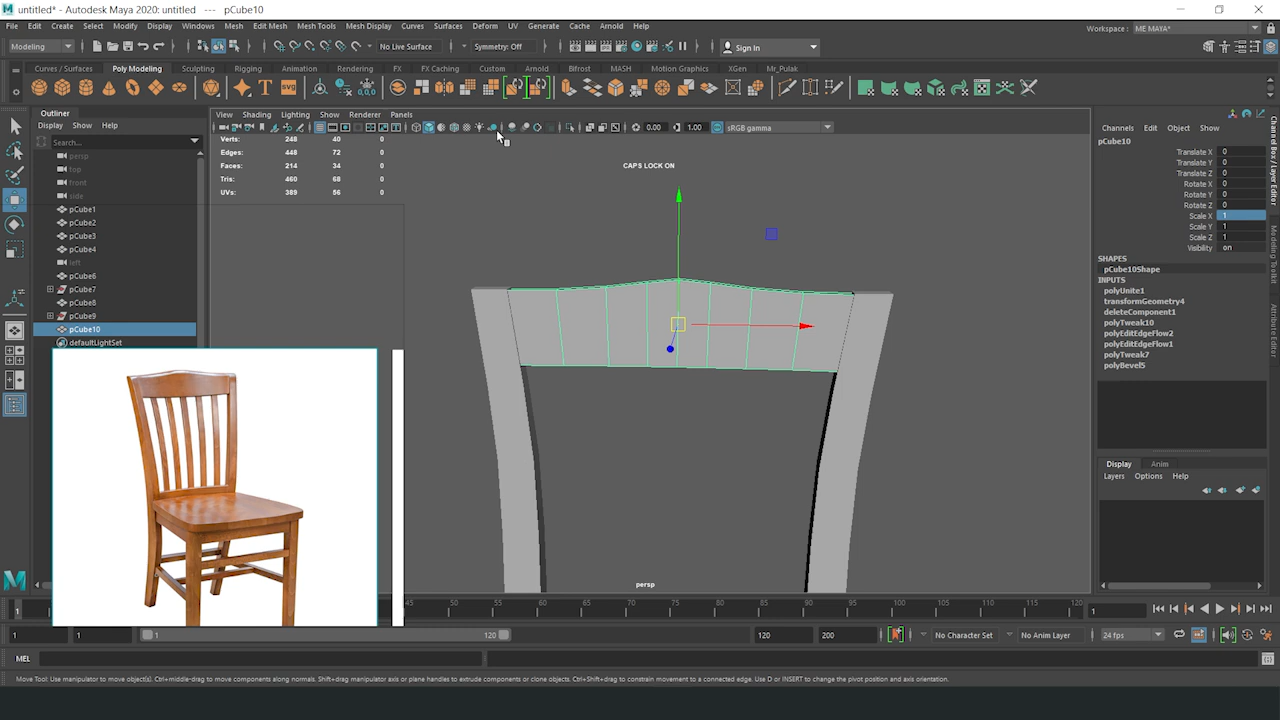 untitled* - Autodesk Maya 2020: untitled --- pCube10
File Edit Create Select Modify Display Windows Mesh Edit Mesh Mesh Tools Mesh Display Curves Surfaces Deform UV Generate Cache Arnold Help
Workspace : ME MAYA*
Modeling No Live Surface Symmetry: Off Sign In
Curves / Surfaces Poly Modeling Sculpting Rigging Animation Rendering FX FX Caching Custom Arnold Bifrost MASH Motion Graphics XGen Mr_Pulak
Outliner
Display Show Help
Search...
persp
top
front
side
pCube1
pCube2
pCube3
pCube4
left
pCube6
pCube7
pCube8
pCube9
pCube10
defaultLightSet
View Shading Lighting Show Renderer Panels
0.00 1.00 sRGB gamma
Verts: 248 40 0
Edges: 448 72 0
Faces: 214 34 0
Tris: 460 68 0
UVs: 389 56 0
CAPS LOCK ON
persp
Channels Edit Object Show
pCube10
Translate X 0
Translate Y 0
Translate Z 0
Rotate X 0
Rotate Y 0
Rotate Z 0
Scale X 1
Scale Y 1
Scale Z 1
Visibility on
SHAPES
pCube10Shape
INPUTS
polyUnite1
transformGeometry4
deleteComponent1
polyTweak10
polyEditEdgeFlow2
polyEditEdgeFlow1
polyTweak7
polyBevel5
Display Anim
Layers Options Help
Channel Box / Layer Editor
Modeling Toolkit
Attribute Editor
1 45 50 55 60 65 70 75 80 85 90 95 100 105 110 115 120 1
1 1 1 120 120 200 No Character Set No Anim Layer 24 fps
MEL
Move Tool: Use manipulator to move object(s). Ctrl+middle-drag to move components along normals. Shift+drag manipulator axis or plane handles to extrude components or clone objects. Ctrl+Shift+drag to constrain movement to a connected edge. Use D or INSERT to change the pivot position and axis orientation.